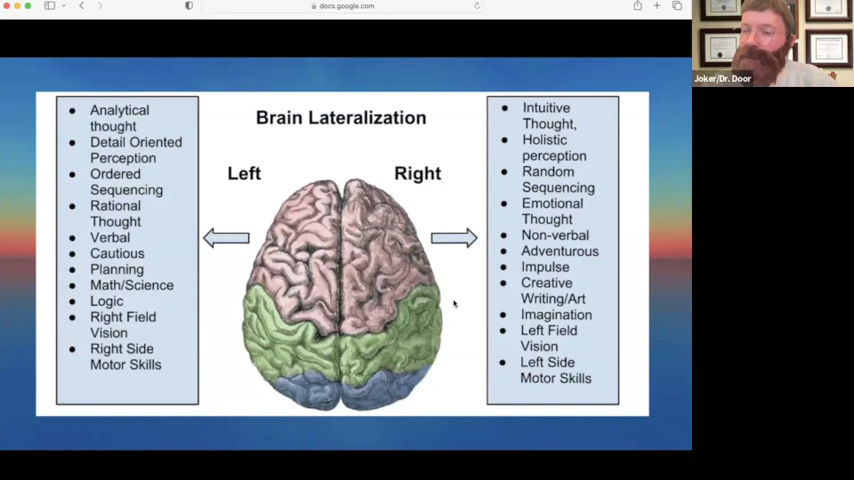 docs.google.com
Joker/Dr. Door
Brain Lateralization
Left
Right
Analytical
thought
Detail Oriented
Perception
Ordered
Sequencing
Rational
Thought
Verbal
Cautious
Planning
Math/Science
Logic
Right Field
Vision
Right Side
Motor Skills
Intuitive
Thought,
Holistic
perception
Random
Sequencing
Emotional
Thought
Non-verbal
Adventurous
Impulse
Creative
Writing/Art
Imagination
Left Field
Vision
Left Side
Motor Skills